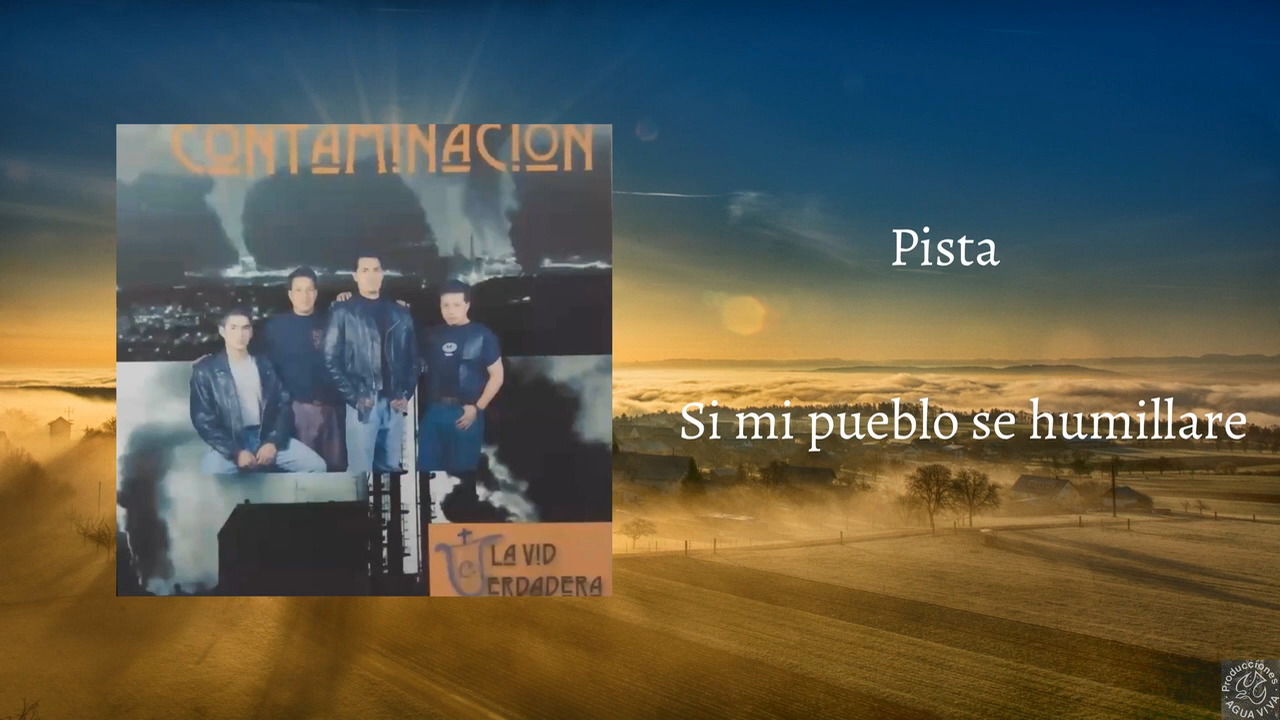 CONTAMINACION
Pista
Si mi pueblo se humillare
LA VID
VERDADERA
Producciones
AGUA VIVA